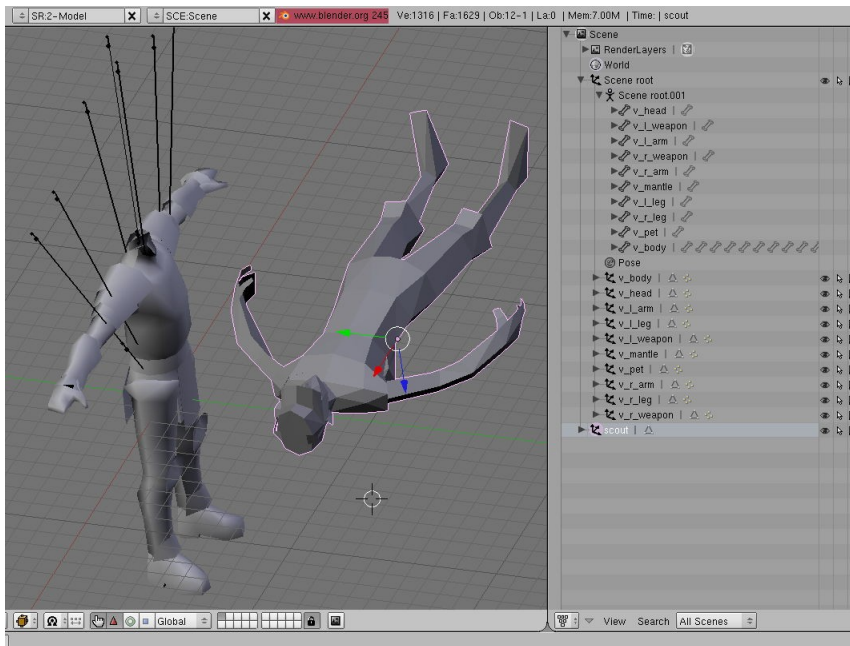 SR:2-Model X SCE:Scene X www.blender.org 245 Ve:1316 | Fa:1629 | Ob:12-1 | La:0 | Mem:7.00M | Time: | scout
Scene
RenderLayers |
World
Scene root
Scene root.001
v_head |
v_l_weapon |
v_l_arm |
v_r_weapon |
v_r_arm |
v_mantle |
v_l_leg |
v_r_leg |
v_pet |
v_body |
Pose
v_body |
v_head |
v_l_arm |
v_l_leg |
v_l_weapon |
v_mantle |
v_pet |
v_r_arm |
v_r_leg |
v_r_weapon |
scout |
Global
View Search All Scenes